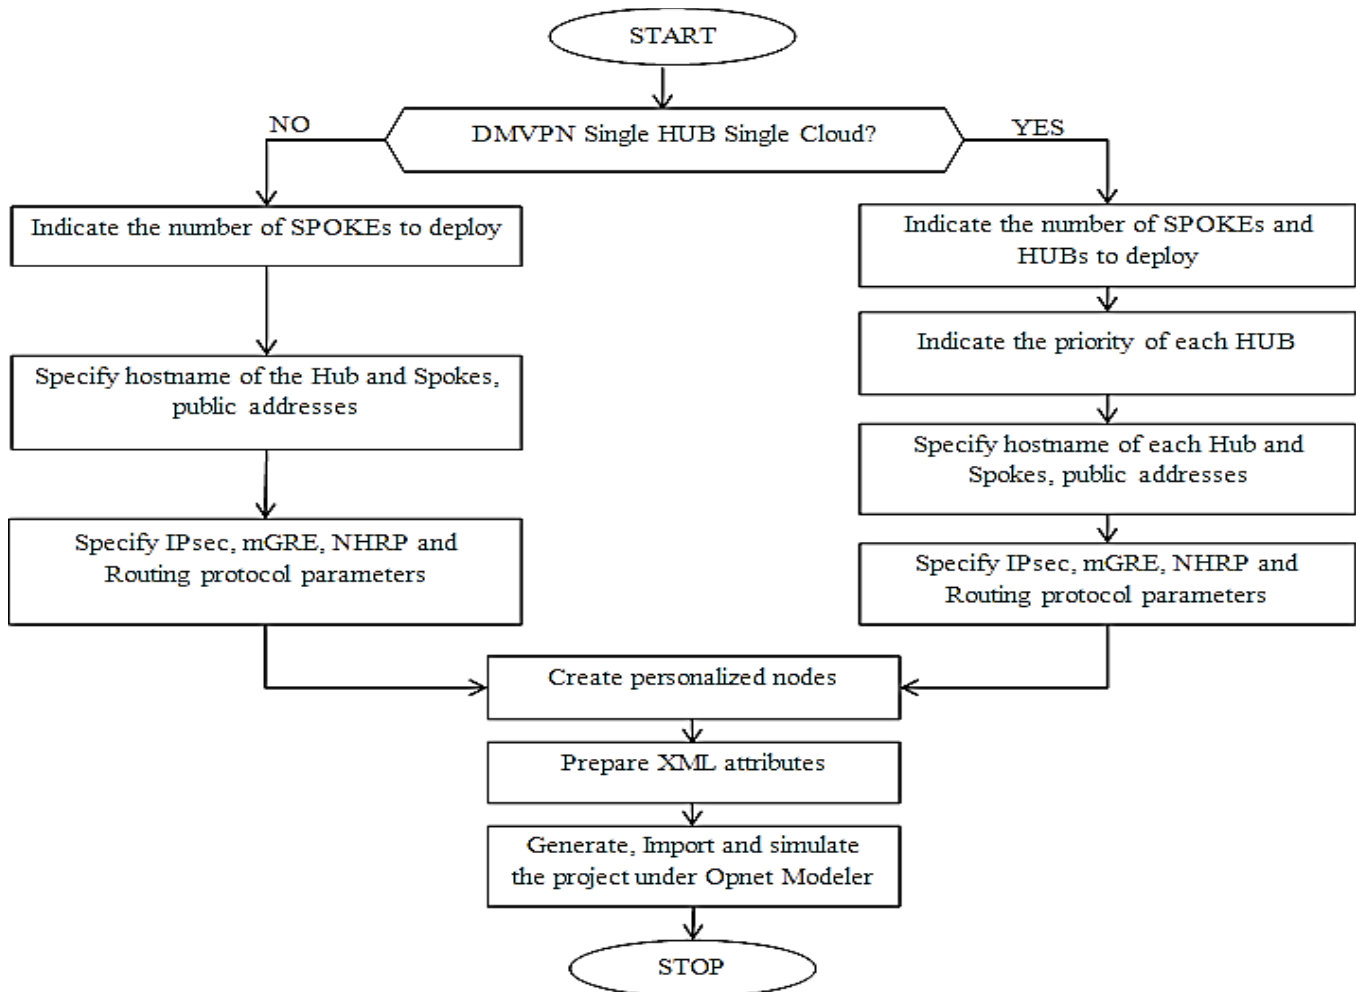 START
DMVPN Single HUB Single Cloud?
NO
YES
Indicate the number of SPOKEs to deploy
Specify hostname of the Hub and Spokes,
public addresses
Specify IPsec, mGRE, NHRP and
Routing protocol parameters
Indicate the number of SPOKEs and
HUBs to deploy
Indicate the priority of each HUB
Specify hostname of each Hub and
Spokes, public addresses
Specify IPsec, mGRE, NHRP and
Routing protocol parameters
Create personalized nodes
Prepare XML attributes
Generate, Import and simulate
the project under Opnet Modeler
STOP